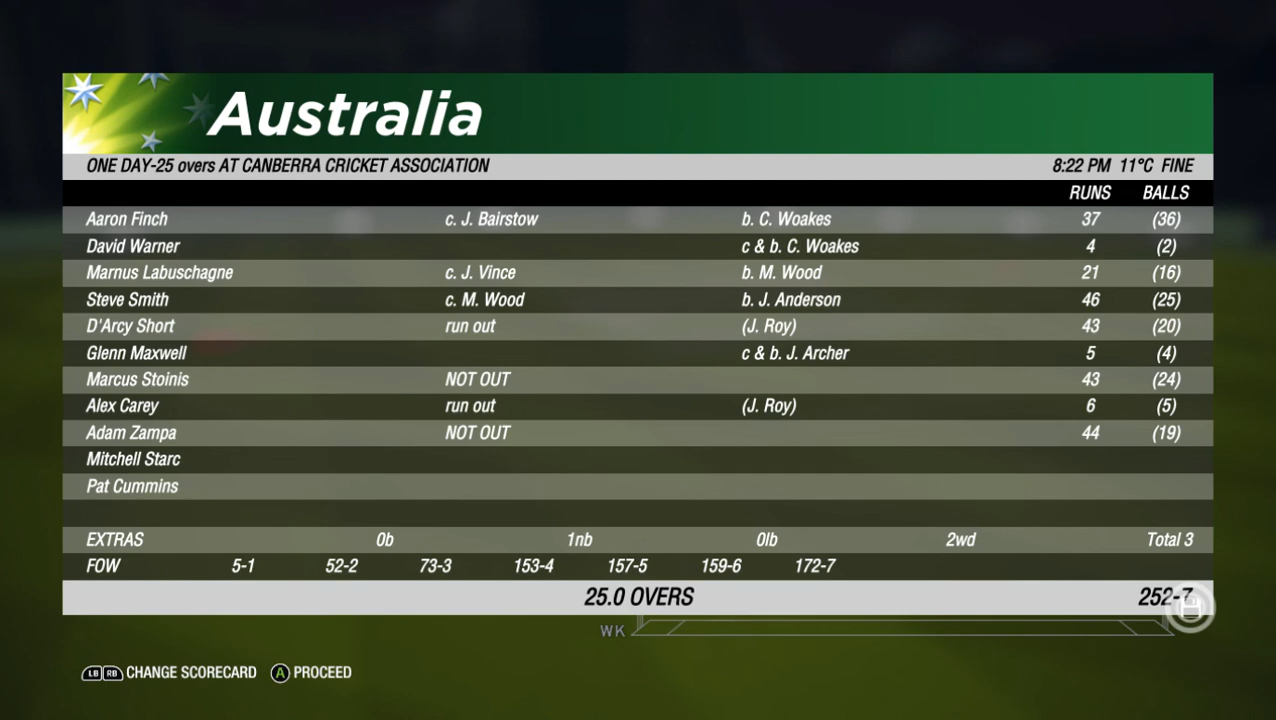 Australia
ONE DAY-25 overs AT CANBERRA CRICKET ASSOCIATION 8:22 PM 11°C FINE
RUNS BALLS
Aaron Finch c. J. Bairstow b. C. Woakes 37 (36)
David Warner c & b. C. Woakes 4 (2)
Marnus Labuschagne c. J. Vince b. M. Wood 21 (16)
Steve Smith c. M. Wood b. J. Anderson 46 (25)
D'Arcy Short run out (J. Roy) 43 (20)
Glenn Maxwell c & b. J. Archer 5 (4)
Marcus Stoinis NOT OUT 43 (24)
Alex Carey run out (J. Roy) 6 (5)
Adam Zampa NOT OUT 44 (19)
Mitchell Starc
Pat Cummins
EXTRAS 0b 1nb 0lb 2wd Total 3
FOW 5-1 52-2 73-3 153-4 157-5 159-6 172-7
25.0 OVERS 252-7
WK
LB RB CHANGE SCORECARD A PROCEED